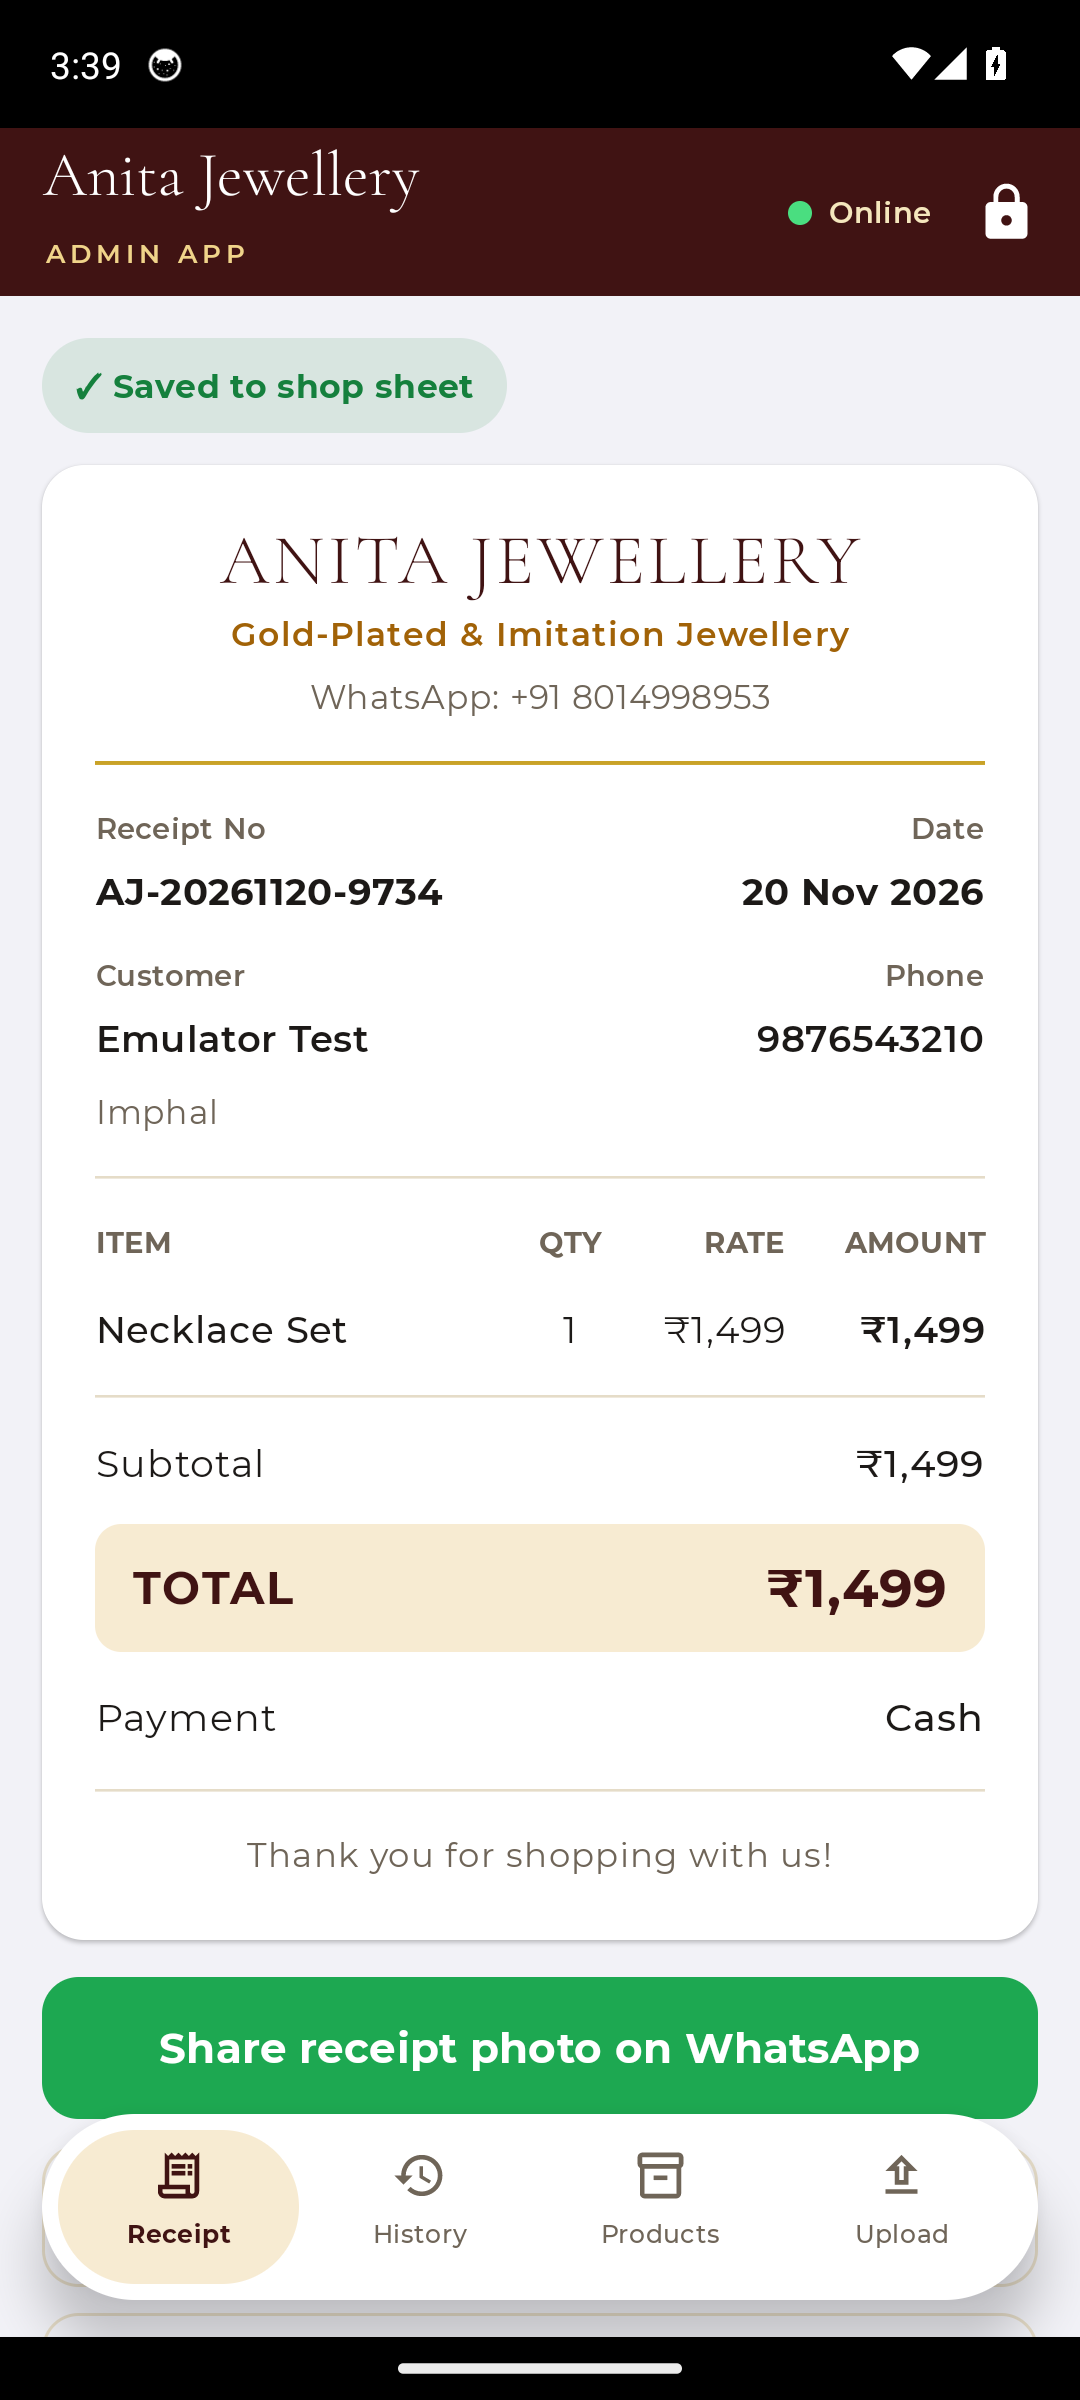 3:39
Anita Jewellery
ADMIN APP
Online
✓ Saved to shop sheet
ANITA JEWELLERY
Gold-Plated & Imitation Jewellery
WhatsApp: +91 8014998953
Receipt No Date
AJ-20261120-9734 20 Nov 2026
Customer Phone
Emulator Test 9876543210
Imphal
ITEM QTY RATE AMOUNT
Necklace Set 1 ₹1,499 ₹1,499
Subtotal ₹1,499
TOTAL ₹1,499
Payment Cash
Thank you for shopping with us!
Share receipt photo on WhatsApp
Receipt History Products Upload